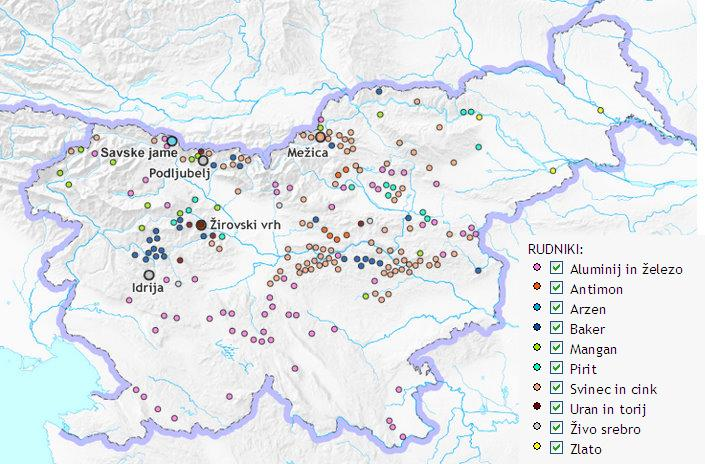 Savske jame
Podljubelj
Mežica
Žirovski vrh
Idrija
RUDNIKI:
Aluminij in železo
Antimon
Arzen
Baker
Mangan
Pirit
Svinec in cink
Uran in torij
Živo srebro
Zlato